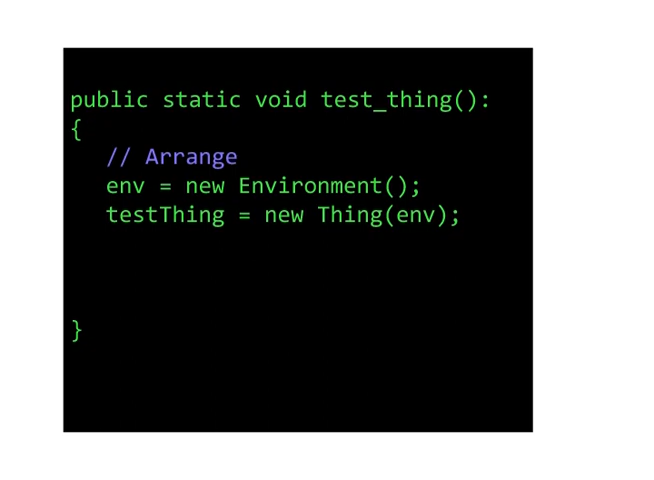 public static void test_thing():
{
// Arrange
env = new Environment();
testThing = new Thing(env);
}